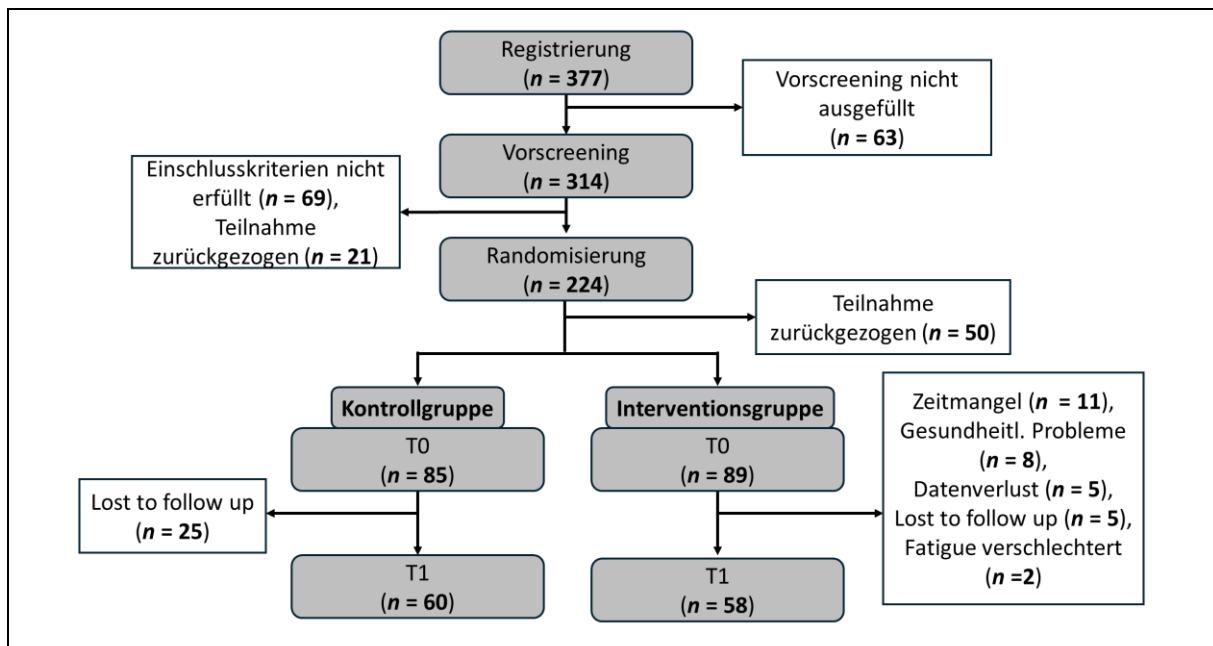 Registrierung
(n = 377)
Vorscreening nicht
ausgefüllt
(n = 63)
Vorscreening
(n = 314)
Einschlusskriterien nicht
erfüllt (n = 69),
Teilnahme
zurückgezogen (n = 21)
Randomisierung
(n = 224)
Teilnahme
zurückgezogen (n = 50)
Kontrollgruppe
T0
(n = 85)
Lost to follow up
(n = 25)
T1
(n = 60)
Interventionsgruppe
T0
(n = 89)
Zeitmangel (n = 11),
Gesundheitl. Probleme
(n = 8),
Datenverlust (n = 5),
Lost to follow up (n = 5),
Fatigue verschlechtert
(n =2)
T1
(n = 58)